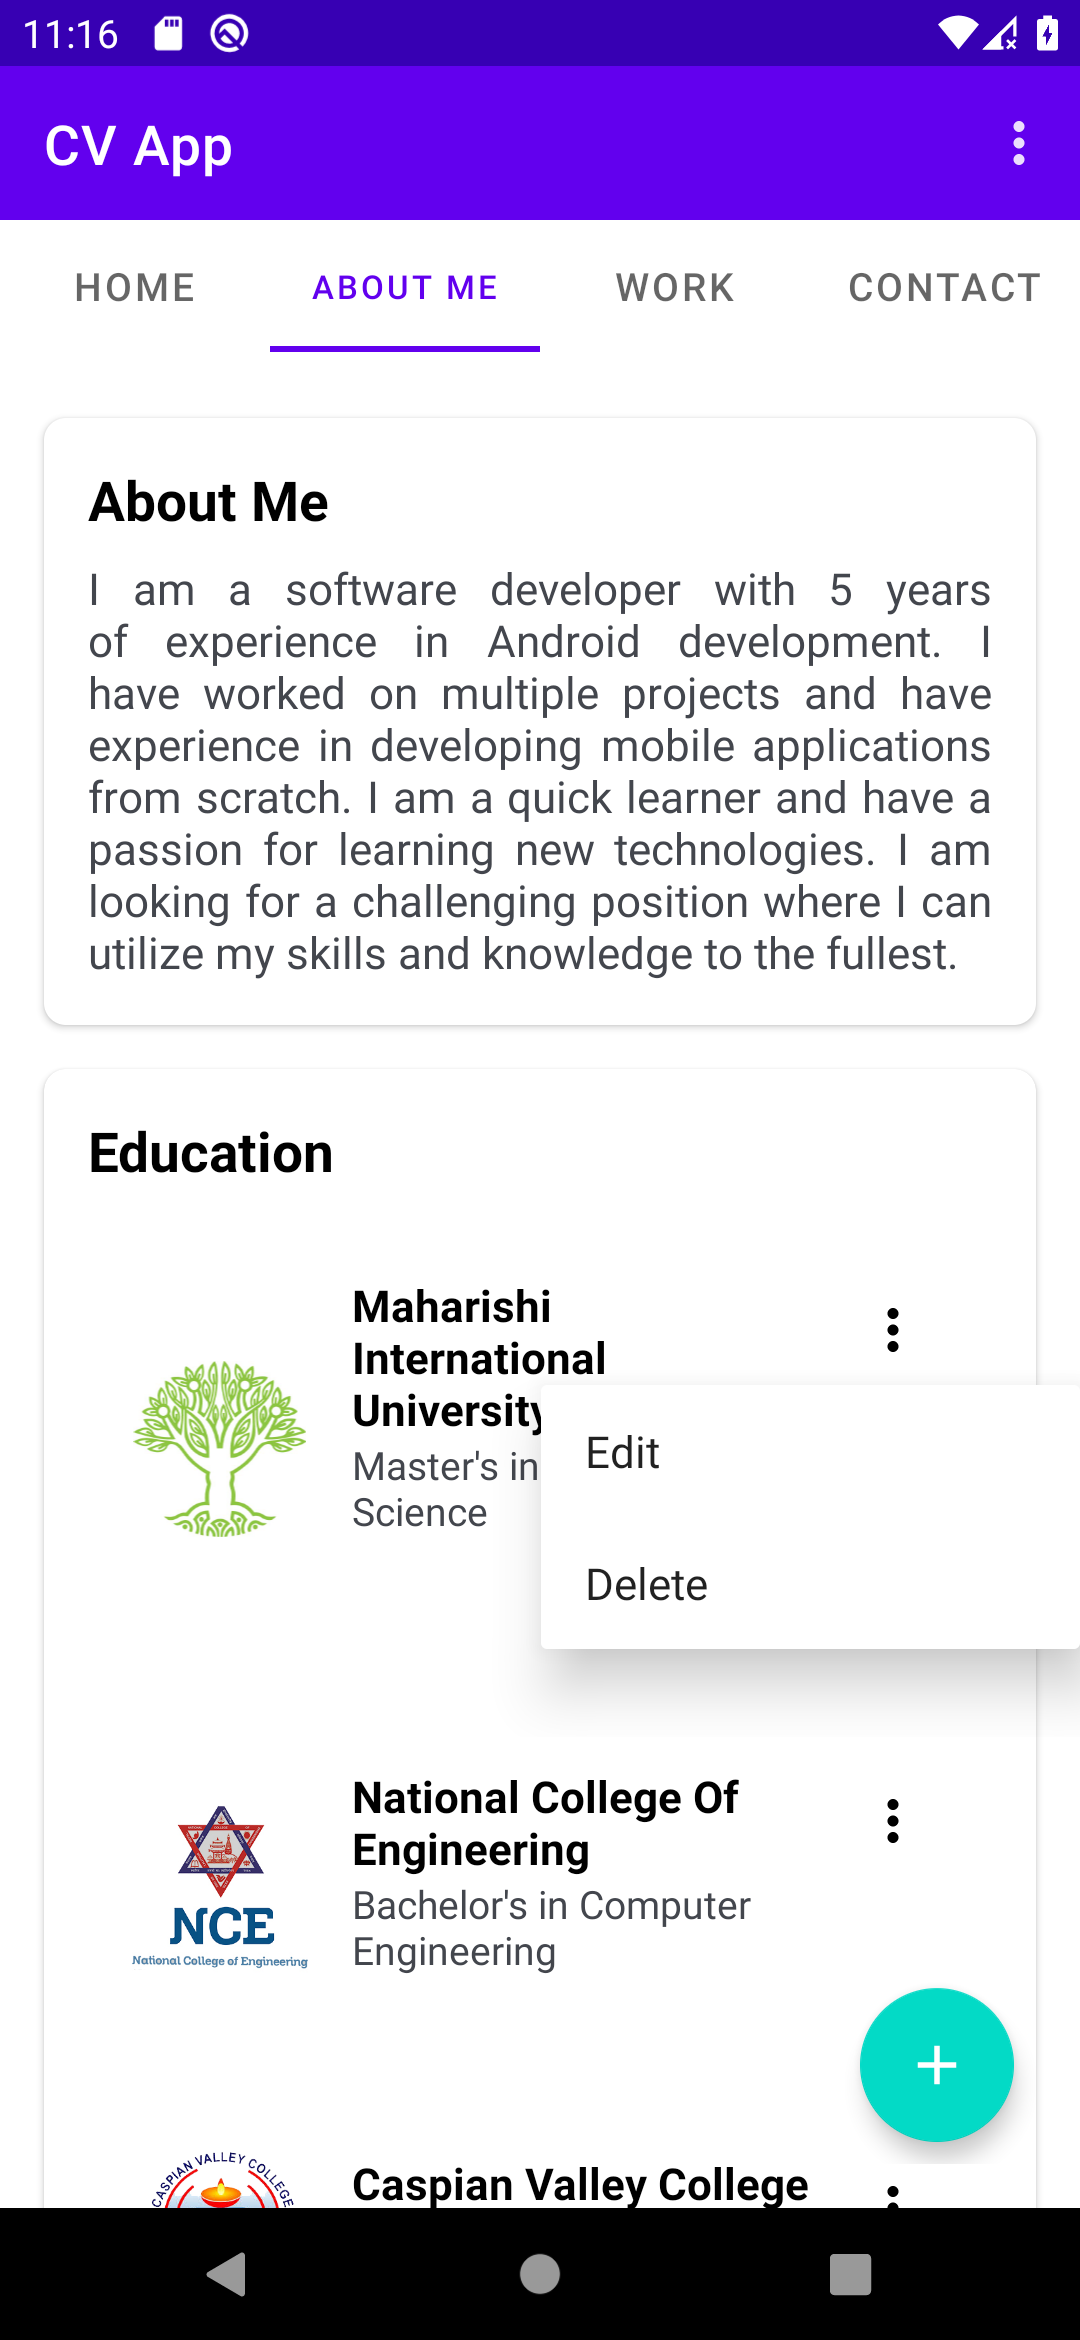 11:16
CV App
HOME
ABOUT ME
WORK
CONTACT
About Me
I am a software developer with 5 years
of experience in Android development. I
have worked on multiple projects and have
experience in developing mobile applications
from scratch. I am a quick learner and have a
passion for learning new technologies. I am
looking for a challenging position where I can
utilize my skills and knowledge to the fullest.
Education
Maharishi
International
University
Master's in
Science
Edit
Delete
NCE
National College of Engineering
National College Of
Engineering
Bachelor's in Computer
Engineering
CASPIAN VALLEY COLLEGE
Caspian Valley College